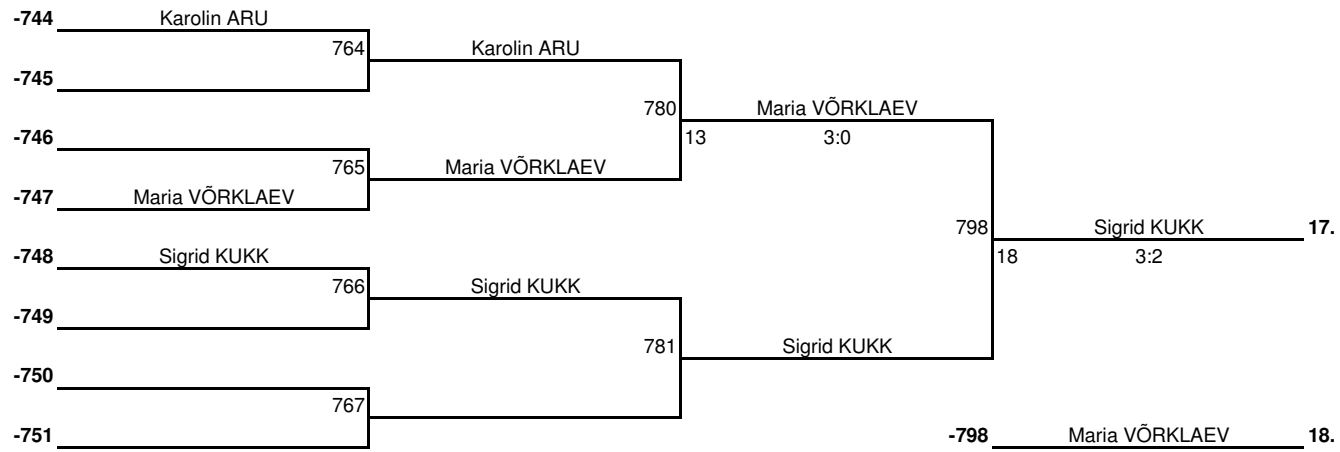 -744 Karolin ARU
764 Karolin ARU
-745
780 Maria VÕRKLAEV
-746
13 3:0
765 Maria VÕRKLAEV
-747 Maria VÕRKLAEV
798 Sigrid KUKK 17.
-748 Sigrid KUKK
18 3:2
766 Sigrid KUKK
-749
781 Sigrid KUKK
-750
767
-751
-798 Maria VÕRKLAEV 18.